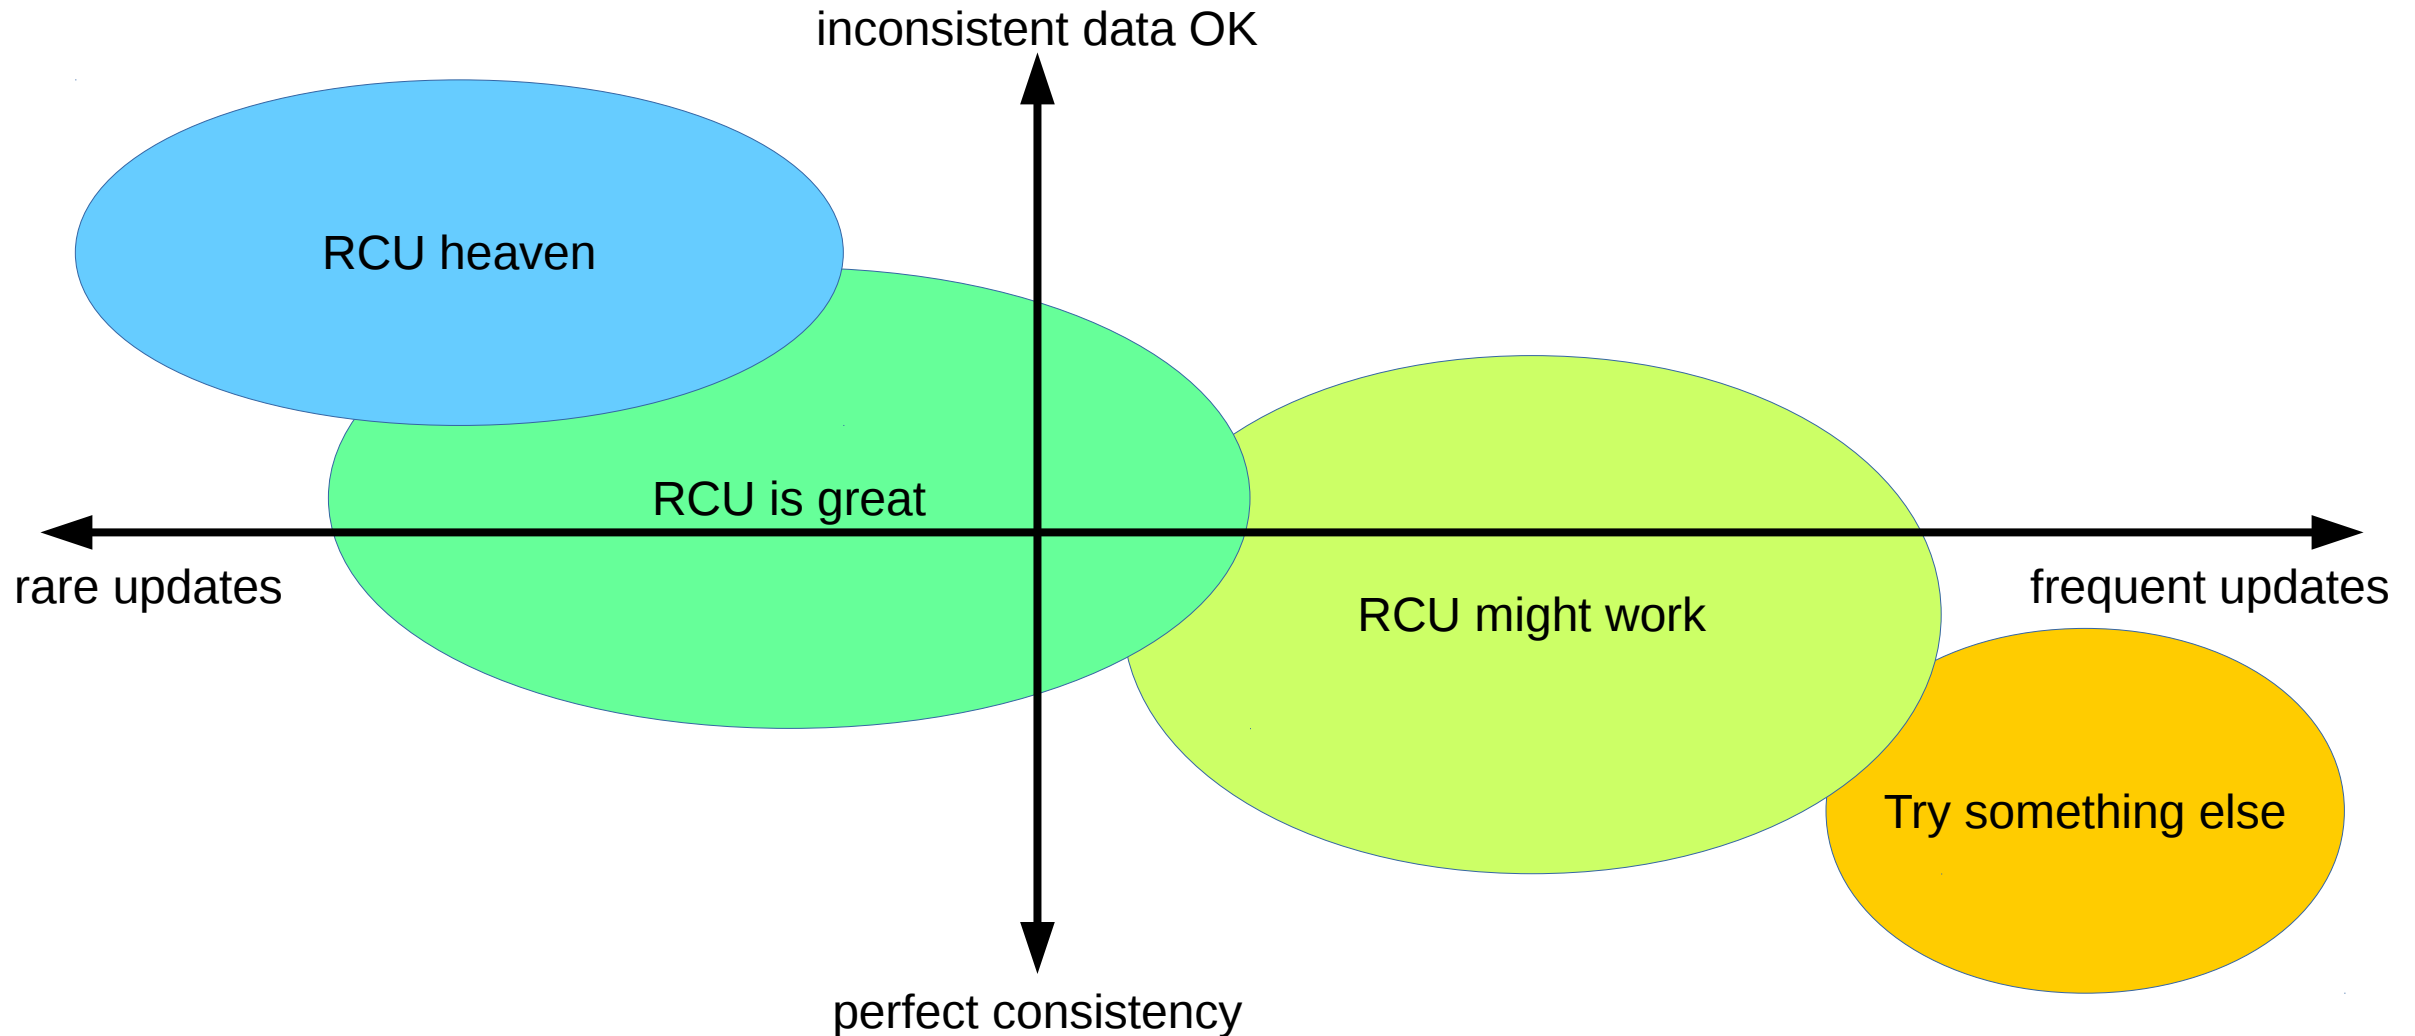 inconsistent data OK
RCU heaven
RCU is great
rare updates
frequent updates
RCU might work
Try something else
perfect consistency